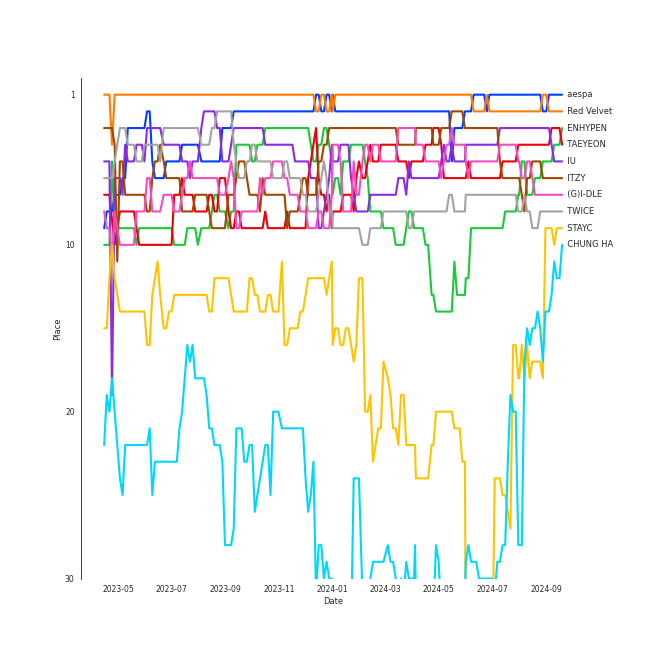 1
10
20
30
Place
2023-05
2023-07
2023-09
2023-11
2024-01
2024-03
2024-05
2024-07
2024-09
Date
aespa
Red Velvet
ENHYPEN
TAEYEON
IU
ITZY
(G)I-DLE
TWICE
STAYC
CHUNG HA